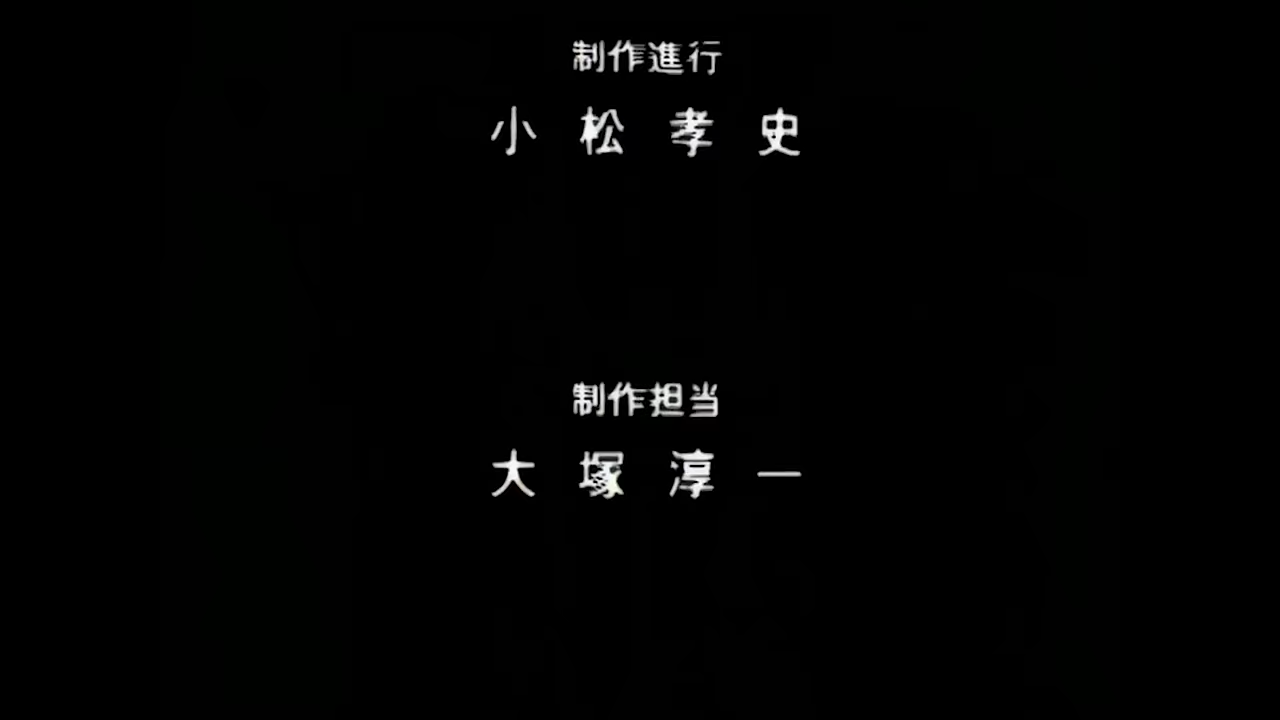 制作進行
小松孝史
制作担当
大塚淳一